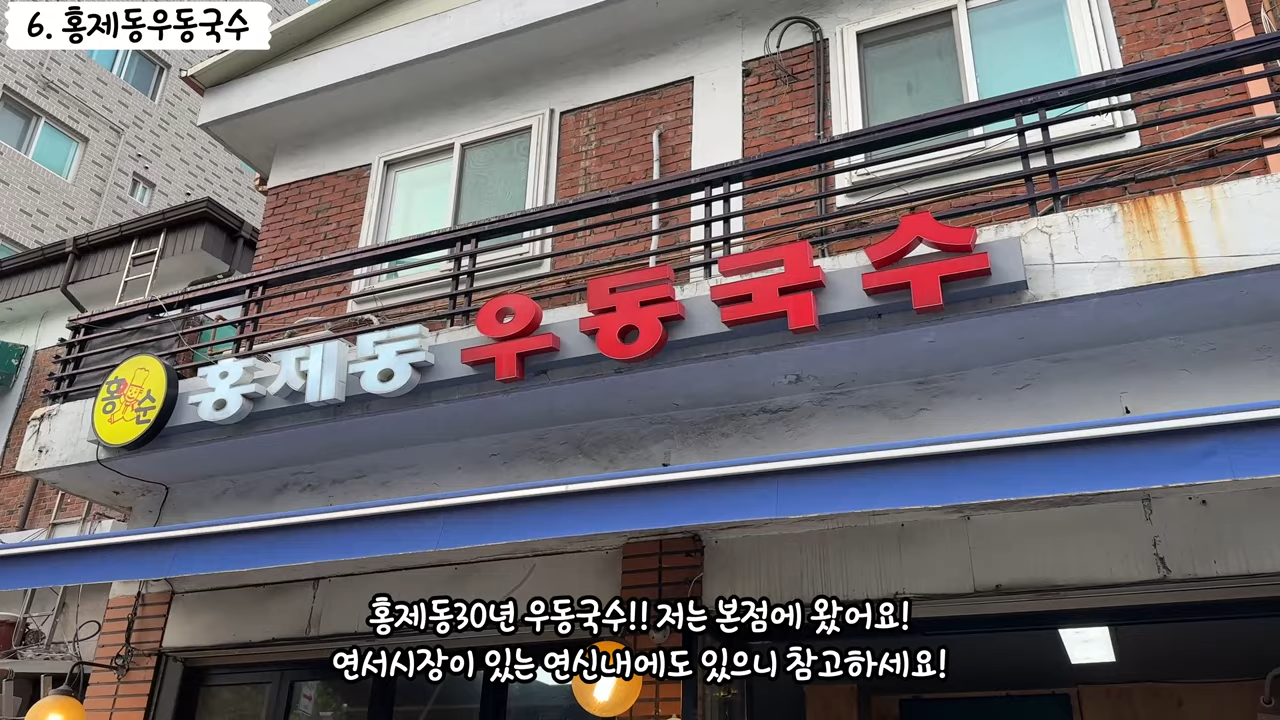 6. 홍제동우동국수
홍순
홍제동 우동국수
홍제동30년 우동국수!! 저는 본점에 왔어요!
연서시장이 있는 연신내에도 있으니 참고하세요!